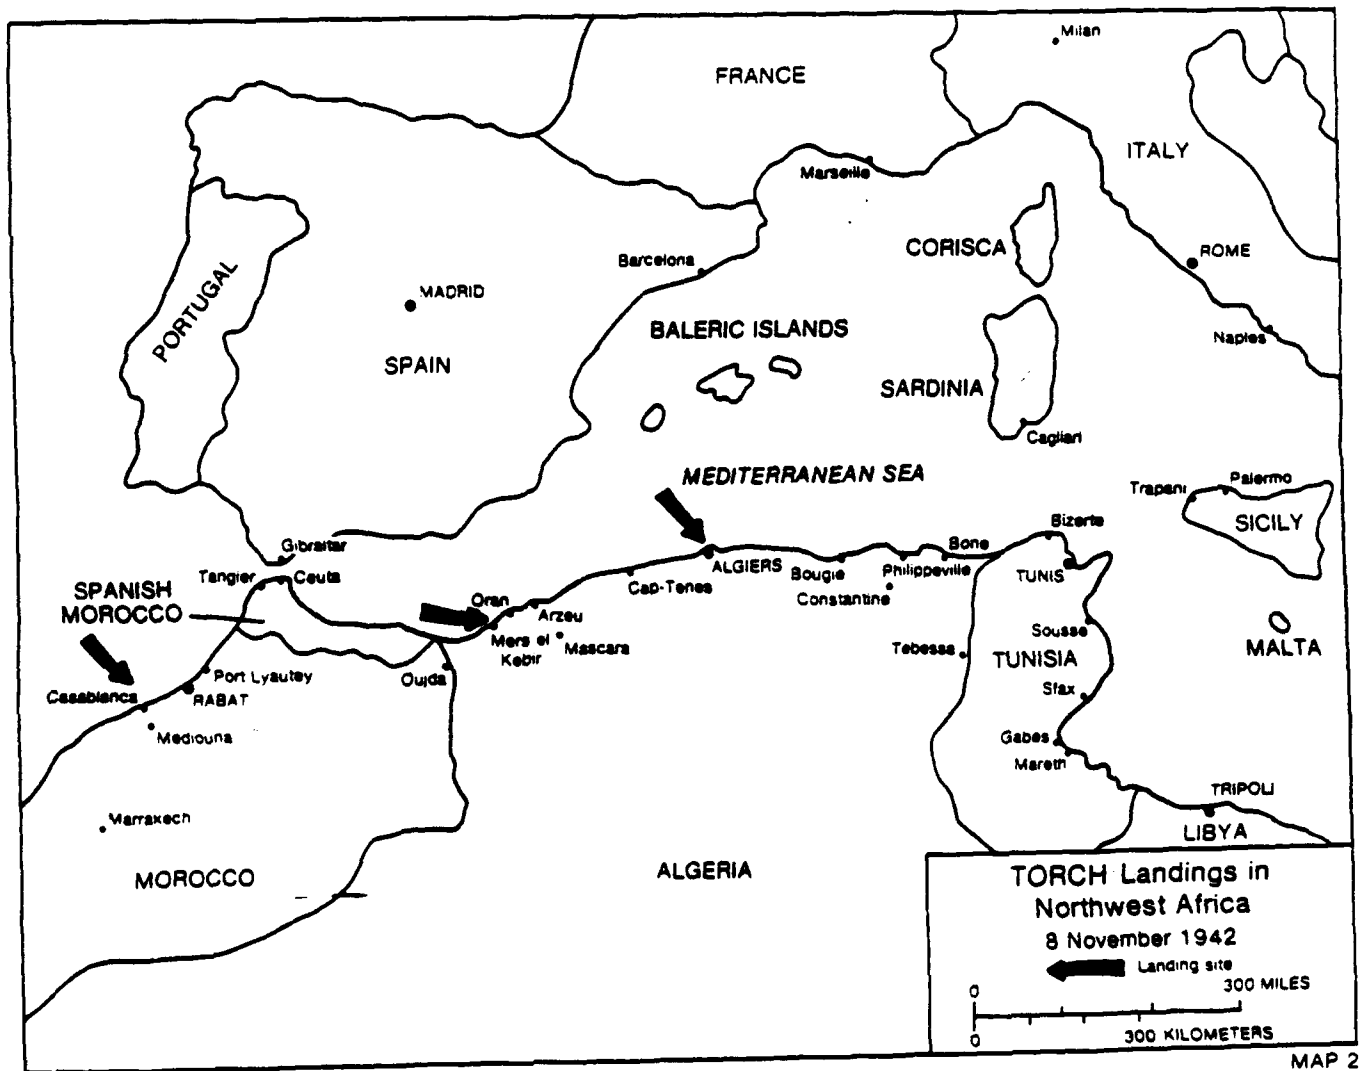 Milan
FRANCE
ITALY
Marseille
CORISCA
ROME
Barcelona
PORTUGAL
MADRID
BALERIC ISLANDS
Naples
SPAIN
SARDINIA
Cagliari
MEDITERRANEAN SEA
Trapani
Palermo
SICILY
Bizerte
Gibraltar
Bone
ALGIERS
Bougie
Philippeville
TUNIS
Tangier
Ceuta
SPANISH
MOROCCO
Cap-Tenes
Constantine
Oran
Arzeu
Sousse
Mers el
Kebir
Mascara
Tebessa
TUNISIA
MALTA
Port Lyautey
Oujda
Casablanca
RABAT
Sfax
Mediouna
Gabes
Mareth
TRIPOLI
Marraxech
LIBYA
MOROCCO
ALGERIA
TORCH Landings in
Northwest Africa
8 November 1942
Landing site
0 300 MILES
0 300 KILOMETERS
MAP 2